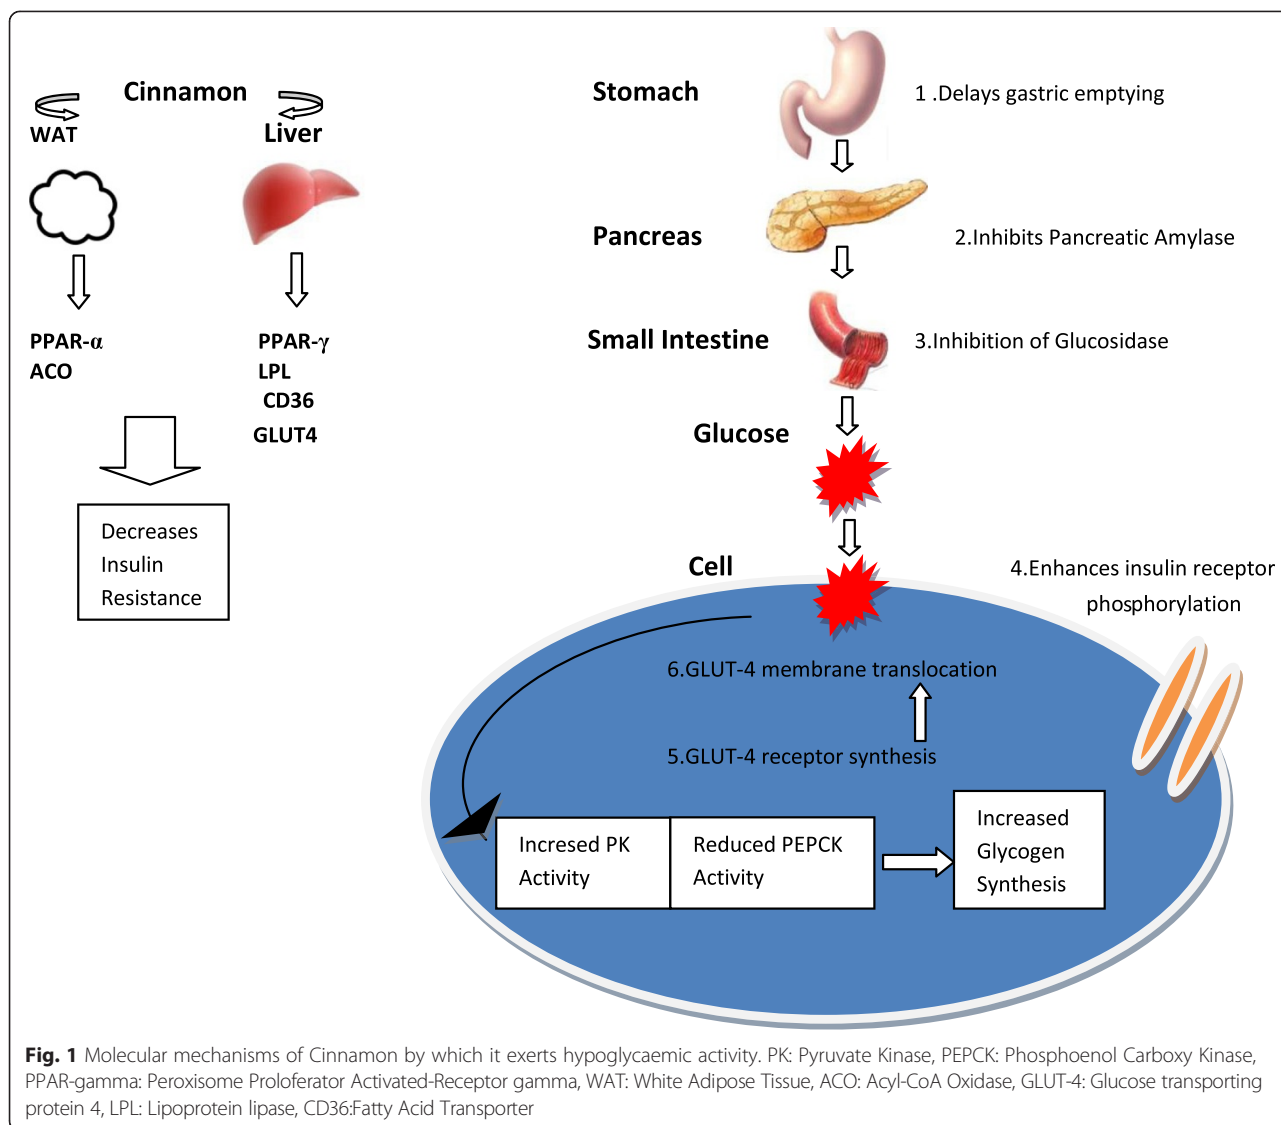 Cinnamon
WAT
Liver
PPAR-α
ACO
PPAR-γ
LPL
CD36
GLUT4
Decreases
Insulin
Resistance
Stomach
1 .Delays gastric emptying
Pancreas
2.Inhibits Pancreatic Amylase
Small Intestine
3.Inhibition of Glucosidase
Glucose
Cell
4.Enhances insulin receptor
phosphorylation
6.GLUT-4 membrane translocation
5.GLUT-4 receptor synthesis
Incresed PK
Activity
Reduced PEPCK
Activity
Increased
Glycogen
Synthesis
Fig. 1 Molecular mechanisms of Cinnamon by which it exerts hypoglycaemic activity. PK: Pyruvate Kinase, PEPCK: Phosphoenol Carboxy Kinase,
PPAR-gamma: Peroxisome Proloferator Activated-Receptor gamma, WAT: White Adipose Tissue, ACO: Acyl-CoA Oxidase, GLUT-4: Glucose transporting
protein 4, LPL: Lipoprotein lipase, CD36:Fatty Acid Transporter